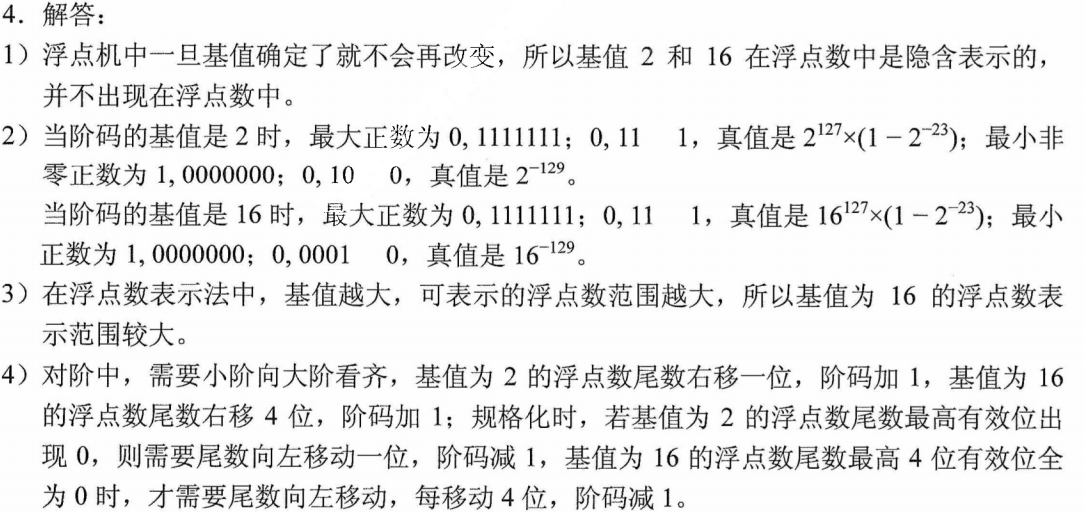 4．解答：
1）浮点机中一旦基值确定了就不会再改变，所以基值 2 和 16 在浮点数中是隐含表示的，
并不出现在浮点数中。
2）当阶码的基值是 2 时，最大正数为 0, 1111111；0, 11 1，真值是 2¹²⁷×(1－2⁻²³)；最小非
零正数为 1, 0000000；0, 10 0，真值是 2⁻¹²⁹。
当阶码的基值是 16 时，最大正数为 0, 1111111；0, 11 1，真值是 16¹²⁷×(1－2⁻²³)；最小
正数为 1, 0000000；0, 0001 0，真值是 16⁻¹²⁹。
3）在浮点数表示法中，基值越大，可表示的浮点数范围越大，所以基值为 16 的浮点数表
示范围较大。
4）对阶中，需要小阶向大阶看齐，基值为 2 的浮点数尾数右移一位，阶码加 1，基值为 16
的浮点数尾数右移 4 位，阶码加 1；规格化时，若基值为 2 的浮点数尾数最高有效位出
现 0，则需要尾数向左移动一位，阶码减 1，基值为 16 的浮点数尾数最高 4 位有效位全
为 0 时，才需要尾数向左移动，每移动 4 位，阶码减 1。